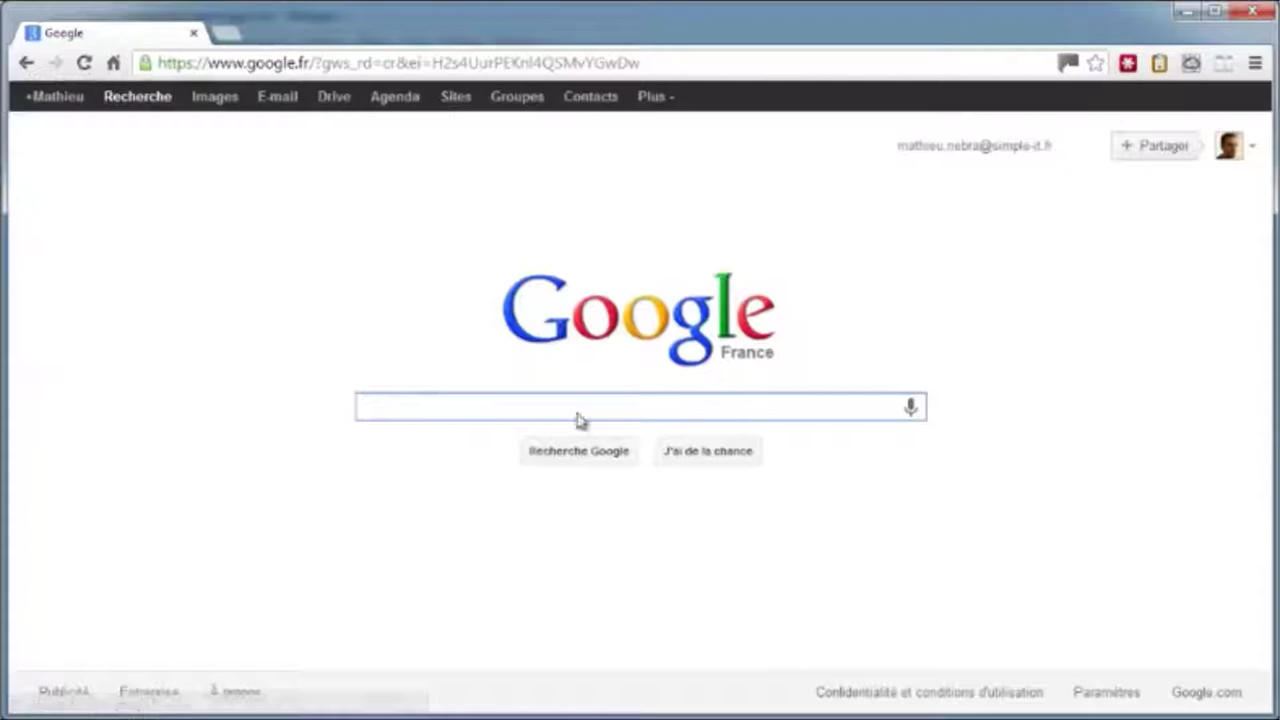 Google
https://www.google.fr/?gws_rd=cr&ei=H2s4UurPEKnI4QSMvYGwDw
+Mathieu Recherche Images E-mail Drive Agenda Sites Groupes Contacts Plus
mathieu.nebra@simple-it.fr + Partager
Google
France
Recherche Google J'ai de la chance
Publicité Entreprise À propos Confidentialité et conditions d'utilisation Paramètres Google.com